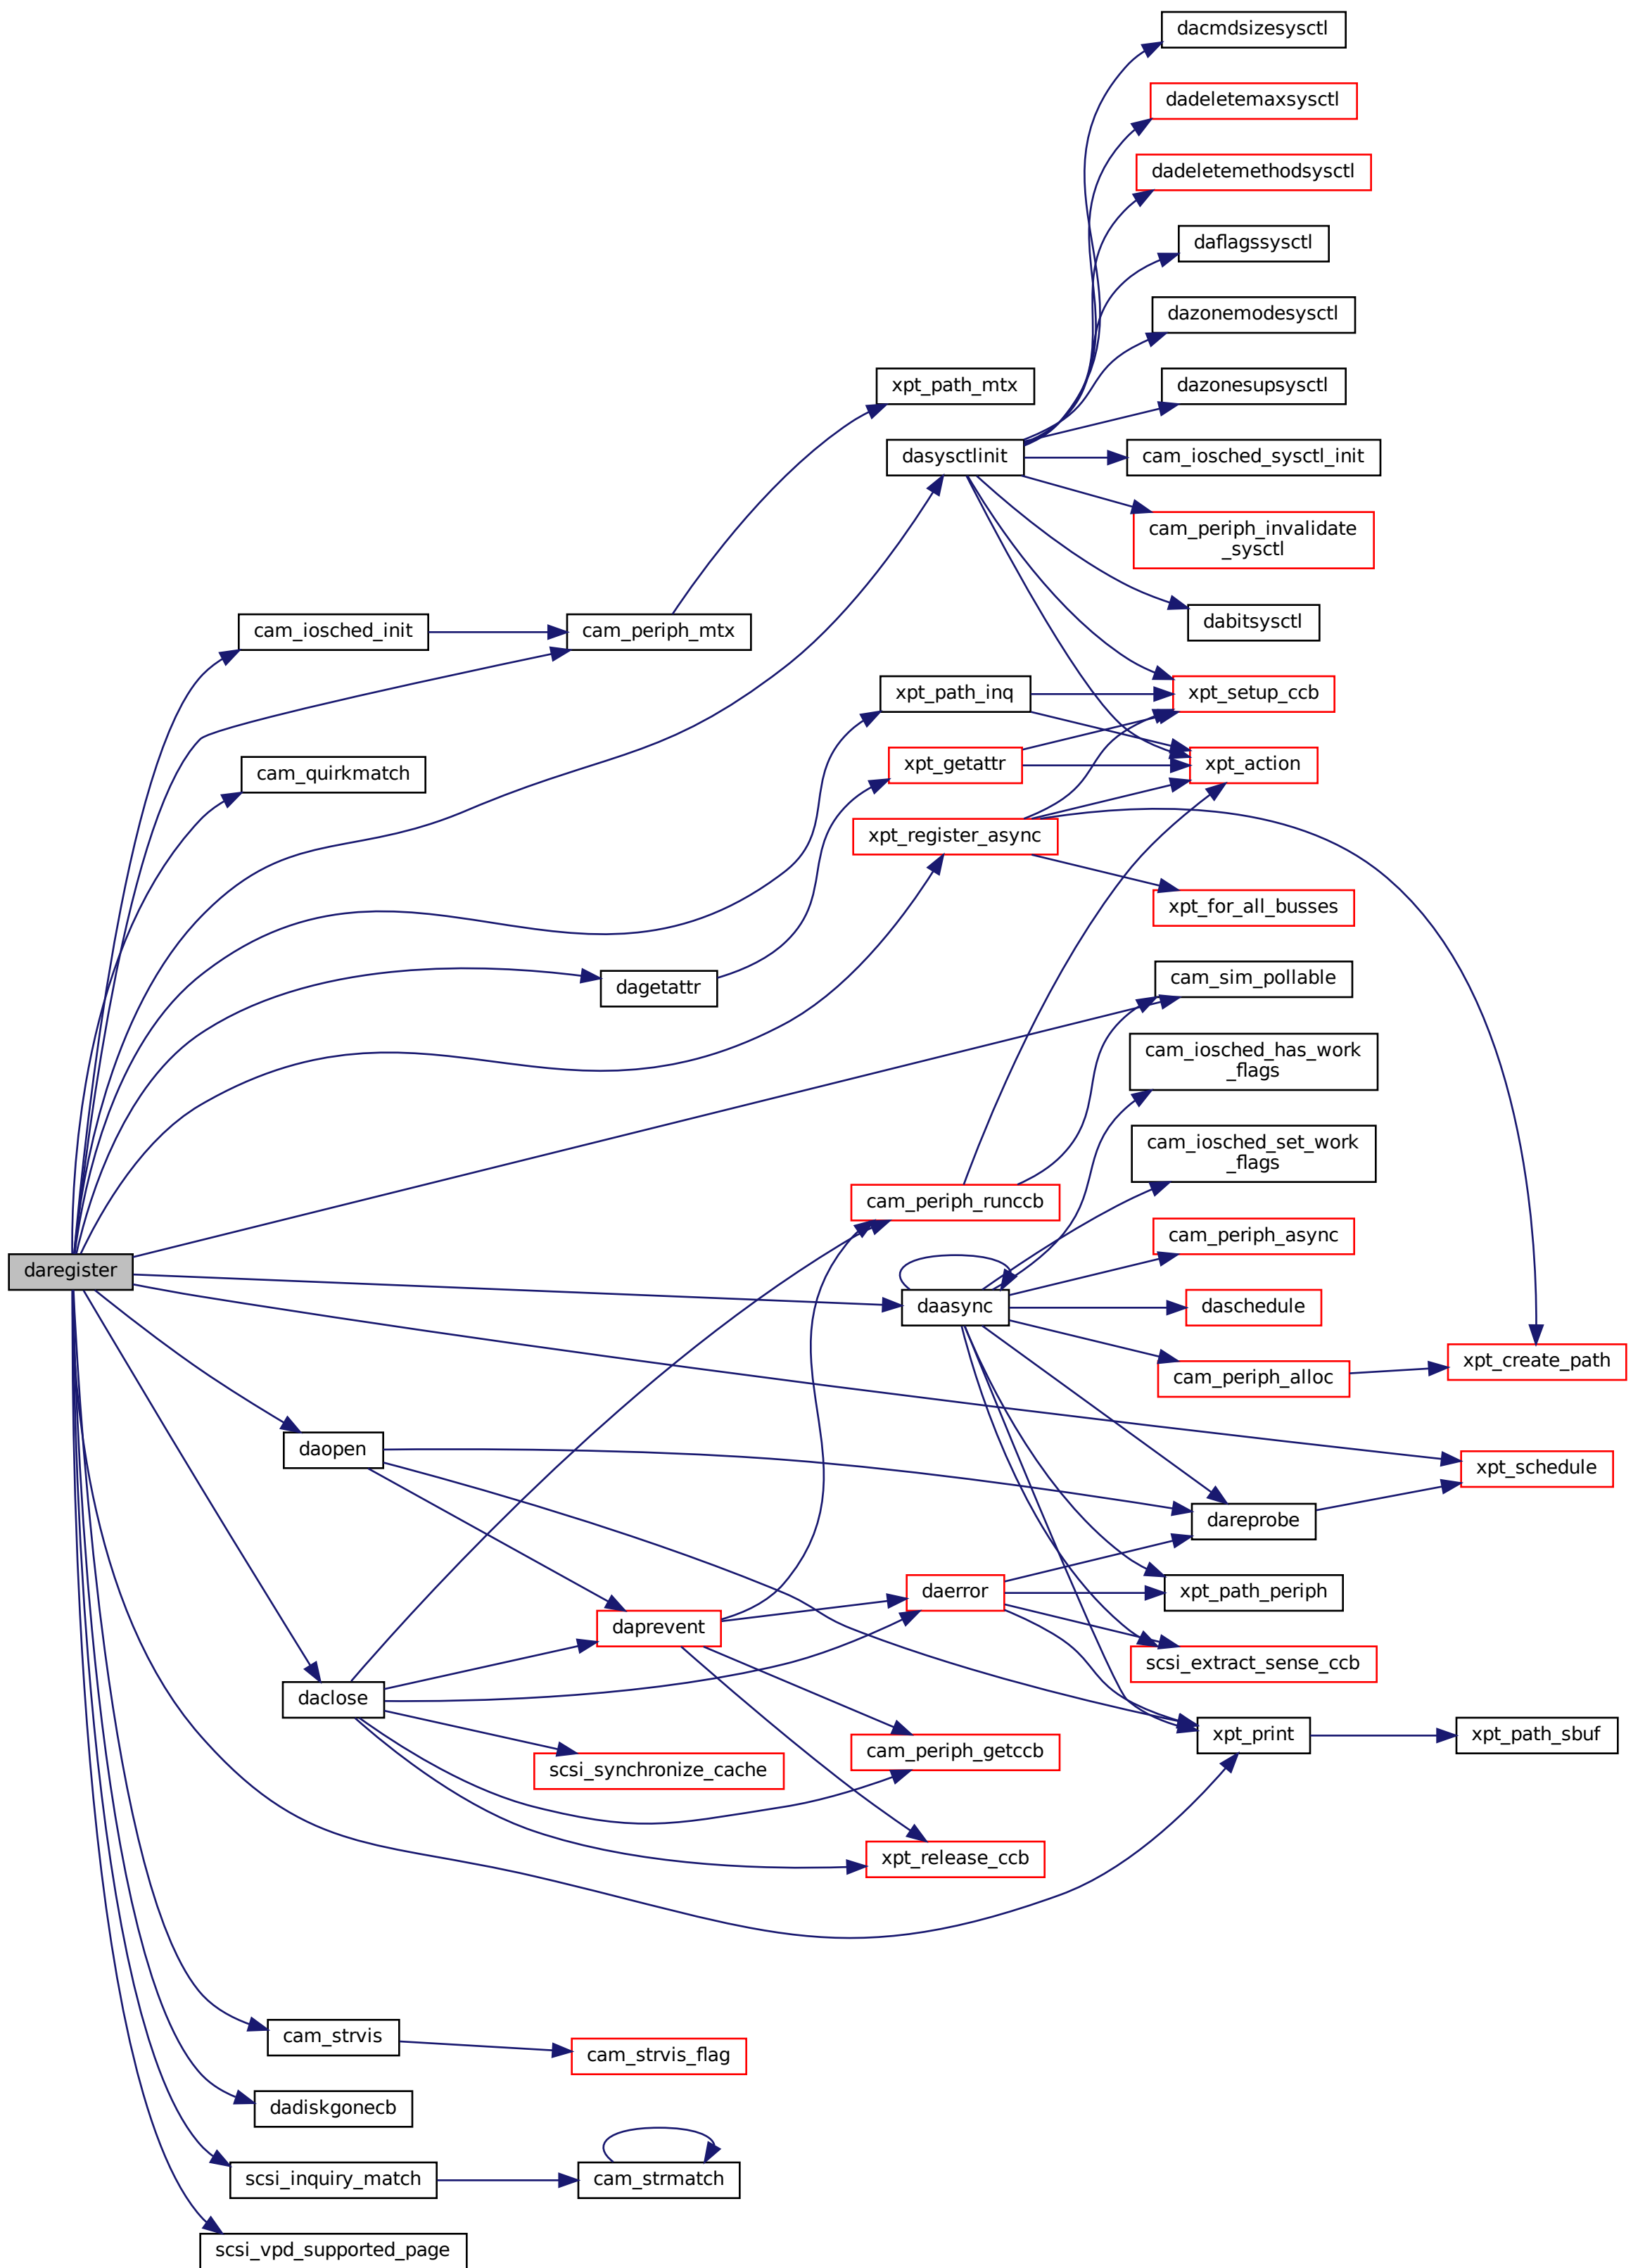 dacmdsizesysctl
dadeletemaxsysctl
dadeletemethodsysctl
daflagssysctl
dazonemodesysctl
xpt_path_mtx
dazonesupsysctl
dasysctlinit
cam_iosched_sysctl_init
cam_periph_invalidate
_sysctl
dabitsysctl
cam_iosched_init
cam_periph_mtx
xpt_path_inq
xpt_setup_ccb
cam_quirkmatch
xpt_getattr
xpt_action
xpt_register_async
xpt_for_all_busses
dagetattr
cam_sim_pollable
cam_iosched_has_work
_flags
cam_iosched_set_work
_flags
cam_periph_runccb
cam_periph_async
daregister
daasync
daschedule
cam_periph_alloc
xpt_create_path
daopen
xpt_schedule
dareprobe
daerror
xpt_path_periph
daprevent
scsi_extract_sense_ccb
daclose
cam_periph_getccb
xpt_print
xpt_path_sbuf
scsi_synchronize_cache
xpt_release_ccb
cam_strvis
cam_strvis_flag
dadiskgonecb
scsi_inquiry_match
cam_strmatch
scsi_vpd_supported_page